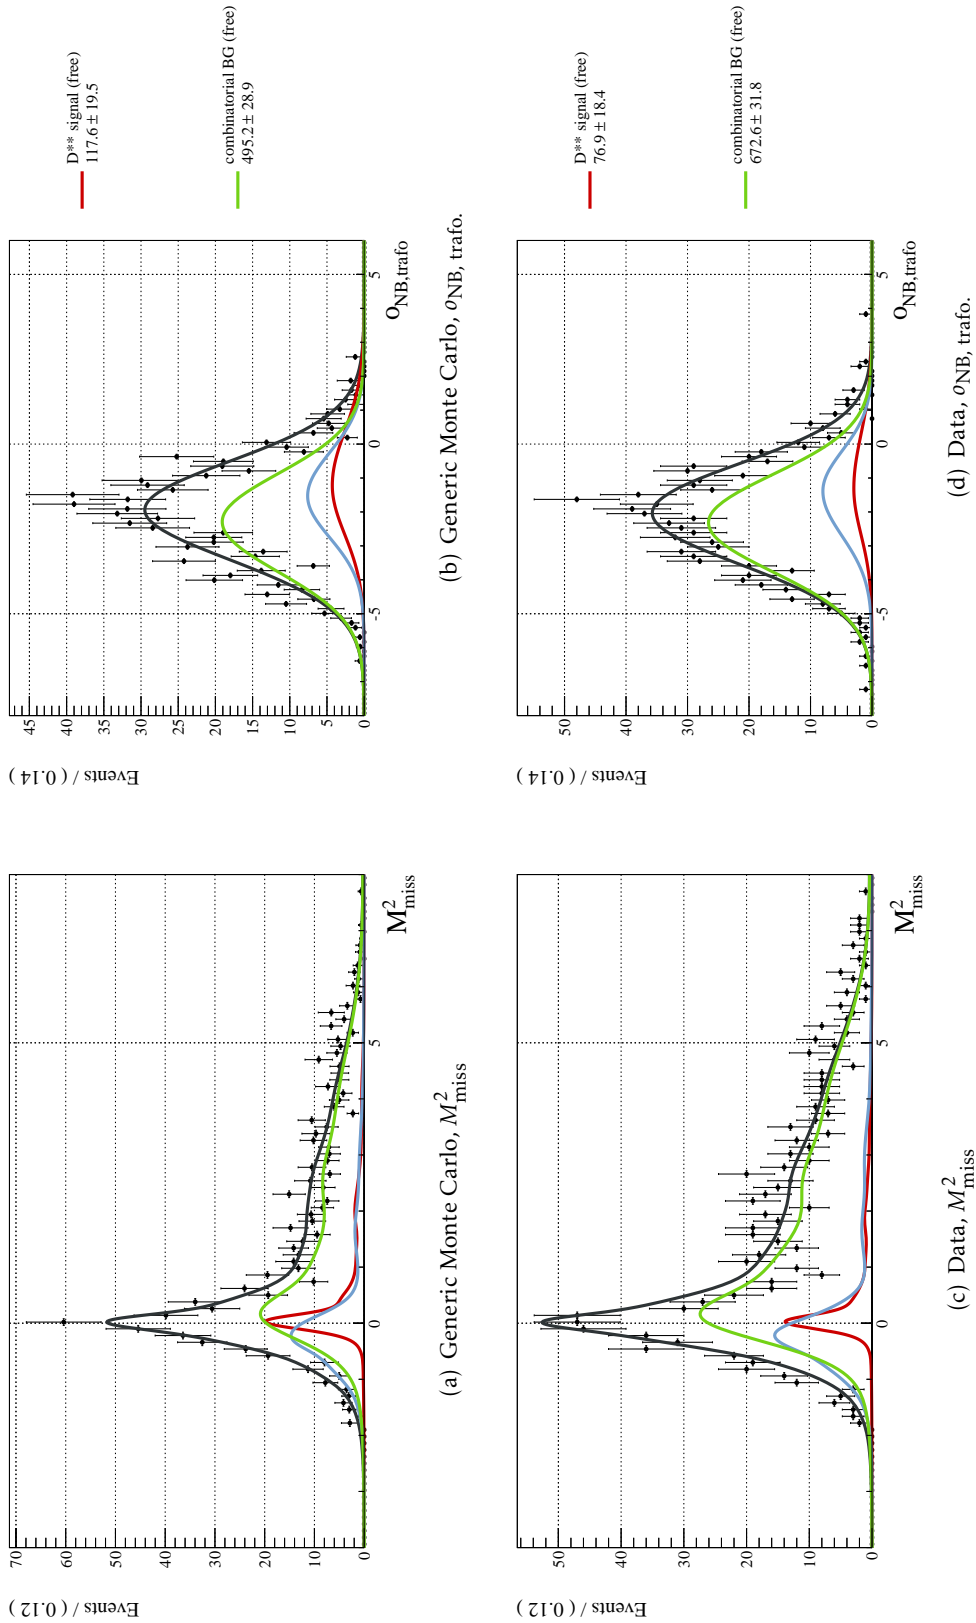 Events / ( 0.12 )
70
60
50
40
30
20
10
0
0
5
M²miss
(a) Generic Monte Carlo, M²miss
Events / ( 0.14 )
45
40
35
30
25
20
15
10
5
0
-5
0
5
oNB,trafo
D** signal (free)
117.6 ± 19.5
combinatorial BG (free)
495.2 ± 28.9
(b) Generic Monte Carlo, oNB, trafo.
Events / ( 0.12 )
50
40
30
20
10
0
0
5
M²miss
(c) Data, M²miss
Events / ( 0.14 )
50
40
30
20
10
0
-5
0
5
oNB,trafo
D** signal (free)
76.9 ± 18.4
combinatorial BG (free)
672.6 ± 31.8
(d) Data, oNB, trafo.